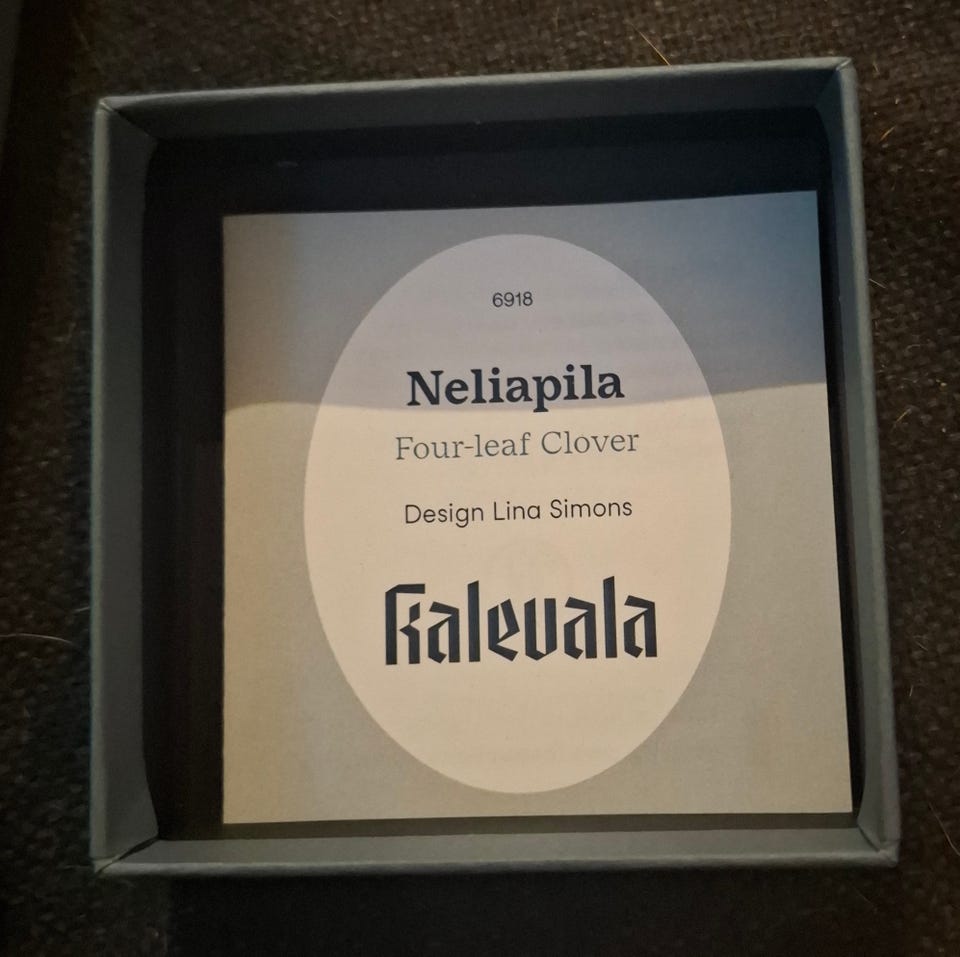 6918
Neliapila
Four-leaf Clover
Design Lina Simons
Kalevala